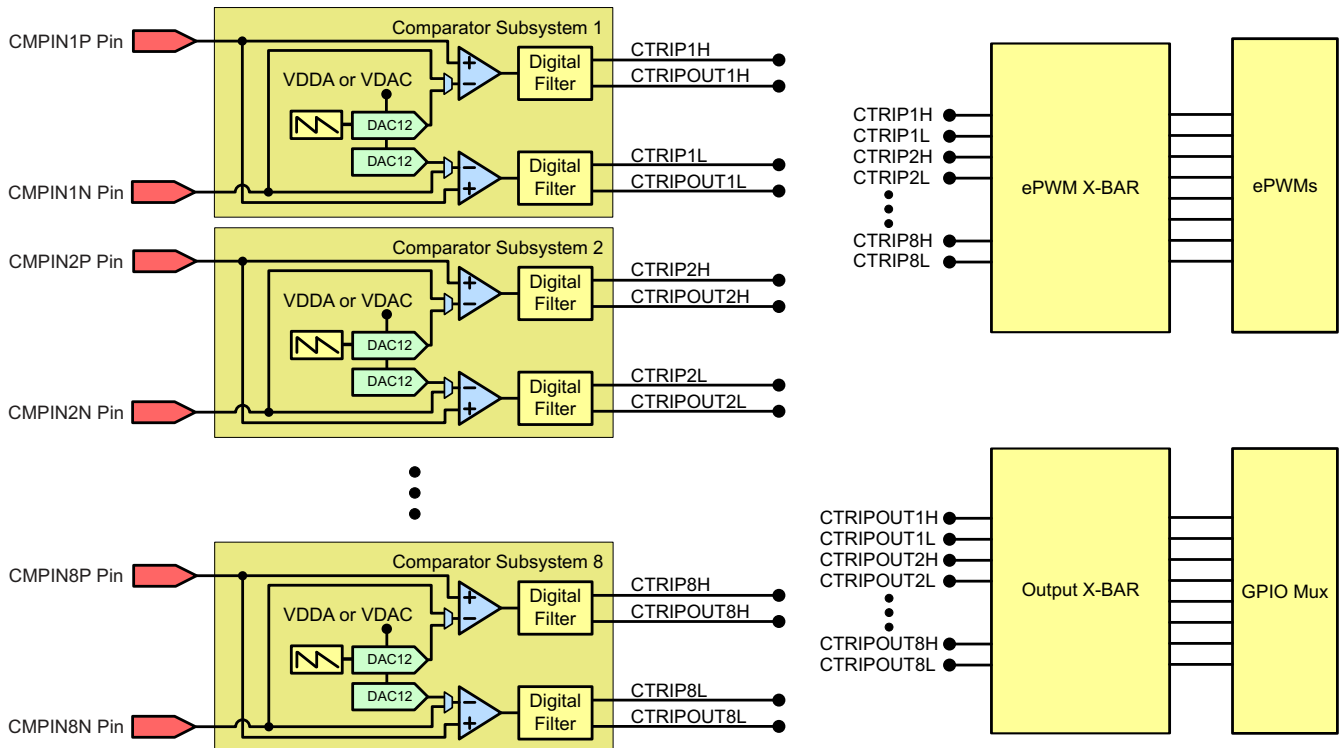 Comparator Subsystem 1
CMPIN1P Pin
VDDA or VDAC
DAC12
DAC12
+
−
Digital
Filter
CTRIP1H
CTRIPOUT1H
−
+
Digital
Filter
CTRIP1L
CTRIPOUT1L
CMPIN1N Pin
Comparator Subsystem 2
CMPIN2P Pin
VDDA or VDAC
DAC12
DAC12
+
−
Digital
Filter
CTRIP2H
CTRIPOUT2H
−
+
Digital
Filter
CTRIP2L
CTRIPOUT2L
CMPIN2N Pin
Comparator Subsystem 8
CMPIN8P Pin
VDDA or VDAC
DAC12
DAC12
+
−
Digital
Filter
CTRIP8H
CTRIPOUT8H
−
+
Digital
Filter
CTRIP8L
CTRIPOUT8L
CMPIN8N Pin
CTRIP1H
CTRIP1L
CTRIP2H
CTRIP2L
CTRIP8H
CTRIP8L
ePWM X-BAR
ePWMs
CTRIPOUT1H
CTRIPOUT1L
CTRIPOUT2H
CTRIPOUT2L
CTRIPOUT8H
CTRIPOUT8L
Output X-BAR
GPIO Mux